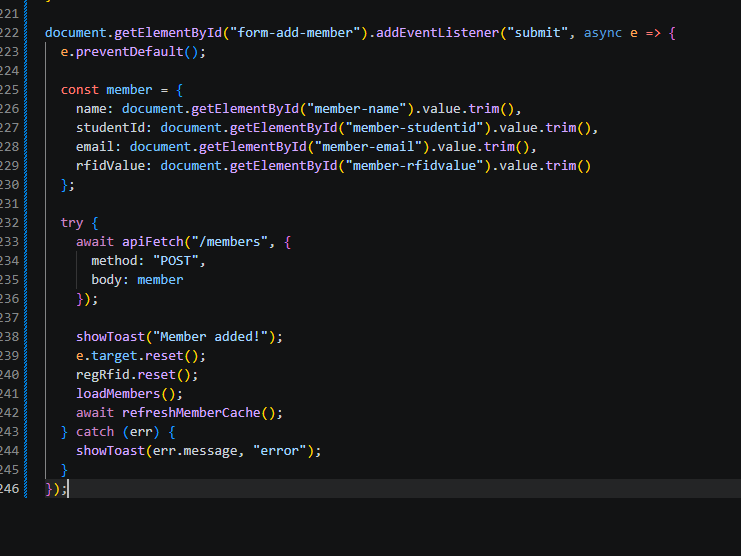 221
222 document.getElementById("form-add-member").addEventListener("submit", async e => {
223   e.preventDefault();
224
225   const member = {
226     name: document.getElementById("member-name").value.trim(),
227     studentId: document.getElementById("member-studentid").value.trim(),
228     email: document.getElementById("member-email").value.trim(),
229     rfidValue: document.getElementById("member-rfidvalue").value.trim()
230   };
231
232   try {
233     await apiFetch("/members", {
234       method: "POST",
235       body: member
236     });
237
238     showToast("Member added!");
239     e.target.reset();
240     regRfid.reset();
241     loadMembers();
242     await refreshMemberCache();
243   } catch (err) {
244     showToast(err.message, "error");
245   }
246 });